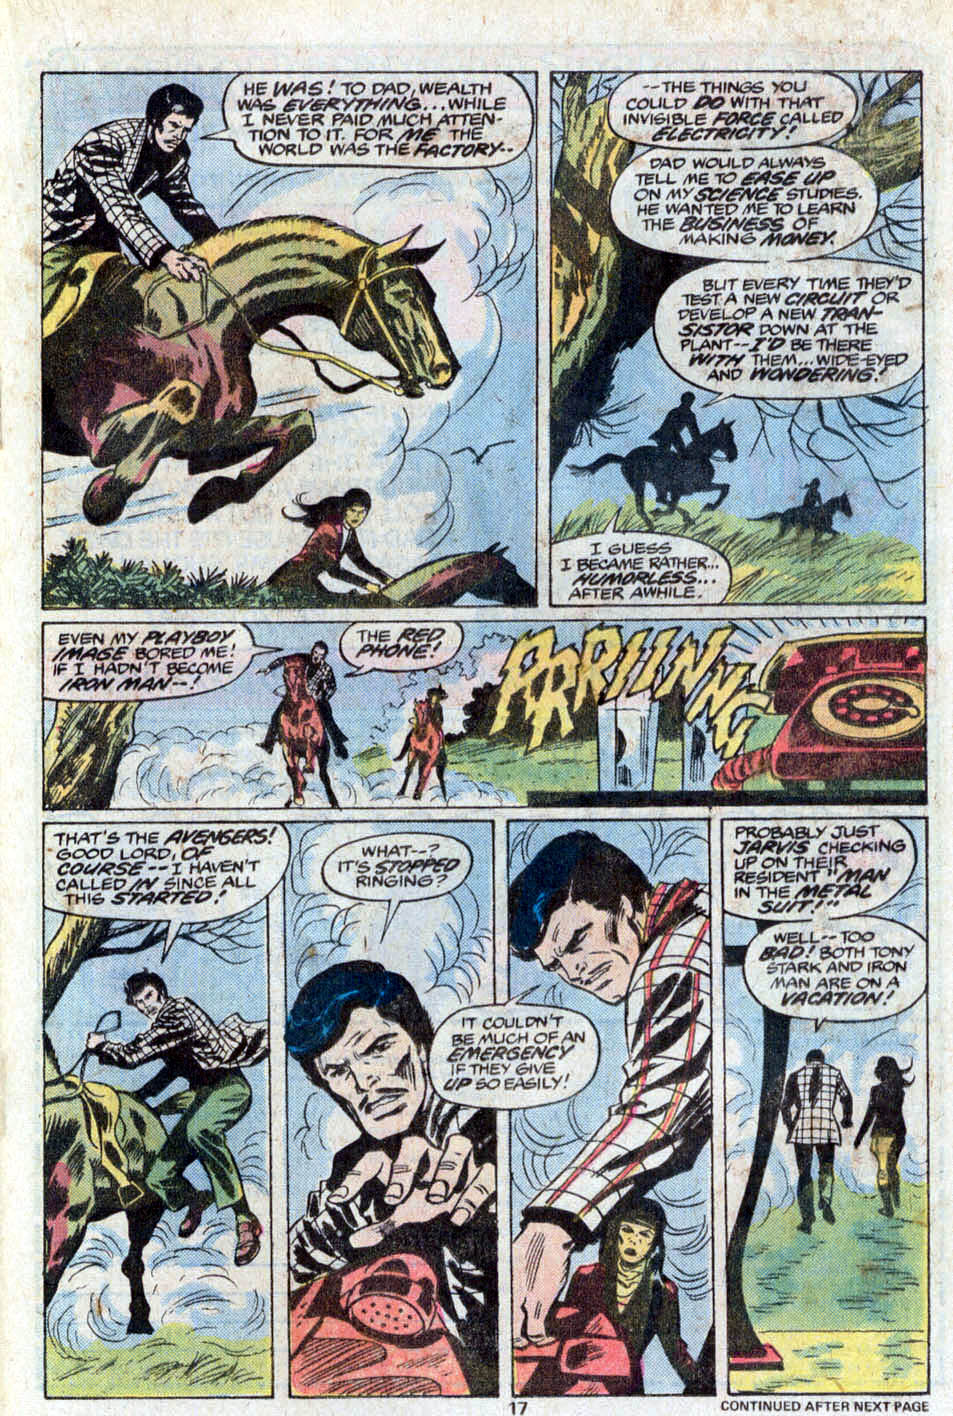 HE WAS! TO DAD, WEALTH
WAS EVERYTHING...WHILE
I NEVER PAID MUCH ATTEN-
TION TO IT. FOR ME THE
WORLD WAS THE FACTORY--
--THE THINGS YOU
COULD DO WITH THAT
INVISIBLE FORCE CALLED
ELECTRICITY!
DAD WOULD ALWAYS
TELL ME TO EASE UP
ON MY SCIENCE STUDIES.
HE WANTED ME TO LEARN
THE BUSINESS OF
MAKING MONEY.
BUT EVERY TIME THEY'D
TEST A NEW CIRCUIT OR
DEVELOP A NEW TRAN-
SISTOR DOWN AT THE
PLANT--I'D BE THERE
WITH THEM...WIDE-EYED
AND WONDERING!
I GUESS
I BECAME RATHER...
HUMORLESS...
AFTER AWHILE.
EVEN MY PLAYBOY
IMAGE BORED ME!
IF I HADN'T BECOME
IRON MAN--!
THE RED
PHONE!
RRRIIINNNG
THAT'S THE AVENGERS!
GOOD LORD, OF
COURSE--I HAVEN'T
CALLED IN SINCE ALL
THIS STARTED!
WHAT--?
IT'S STOPPED
RINGING?
IT COULDN'T
BE MUCH OF AN
EMERGENCY
IF THEY GIVE
UP SO EASILY!
PROBABLY JUST
JARVIS CHECKING
UP ON THEIR
RESIDENT "MAN
IN THE METAL
SUIT!"
WELL--TOO
BAD! BOTH TONY
STARK AND IRON
MAN ARE ON A
VACATION!
17
CONTINUED AFTER NEXT PAGE